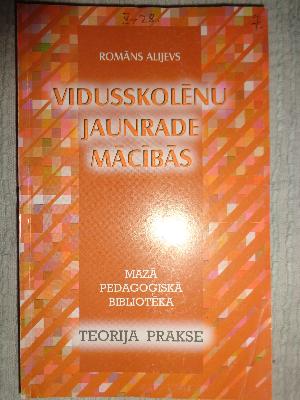 ROMĀNS ALIJEVS
VIDUSSKOLĒNU
JAUNRADE
MĀCĪBĀS
MAZĀ
PEDAGOĢISKĀ
BIBLIOTĒKA
TEORIJA PRAKSE